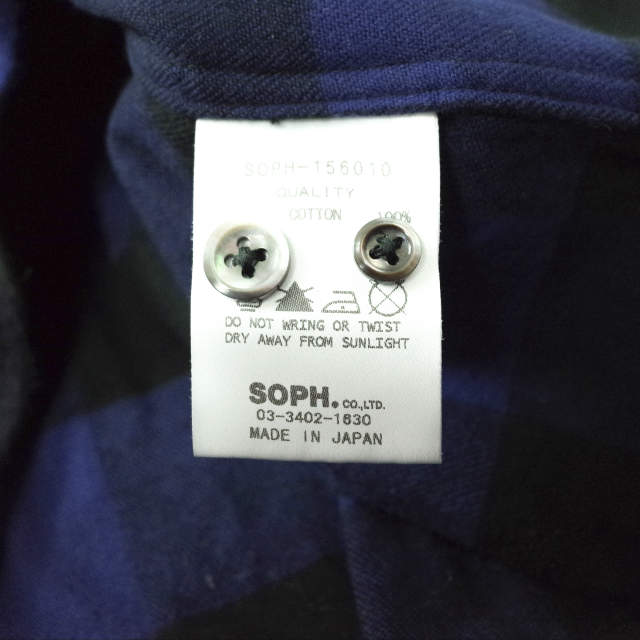 SOPH-156010
QUALITY
COTTON 100%
DO NOT WRING OR TWIST
DRY AWAY FROM SUNLIGHT
SOPH. CO.,LTD.
03-3402-1830
MADE IN JAPAN